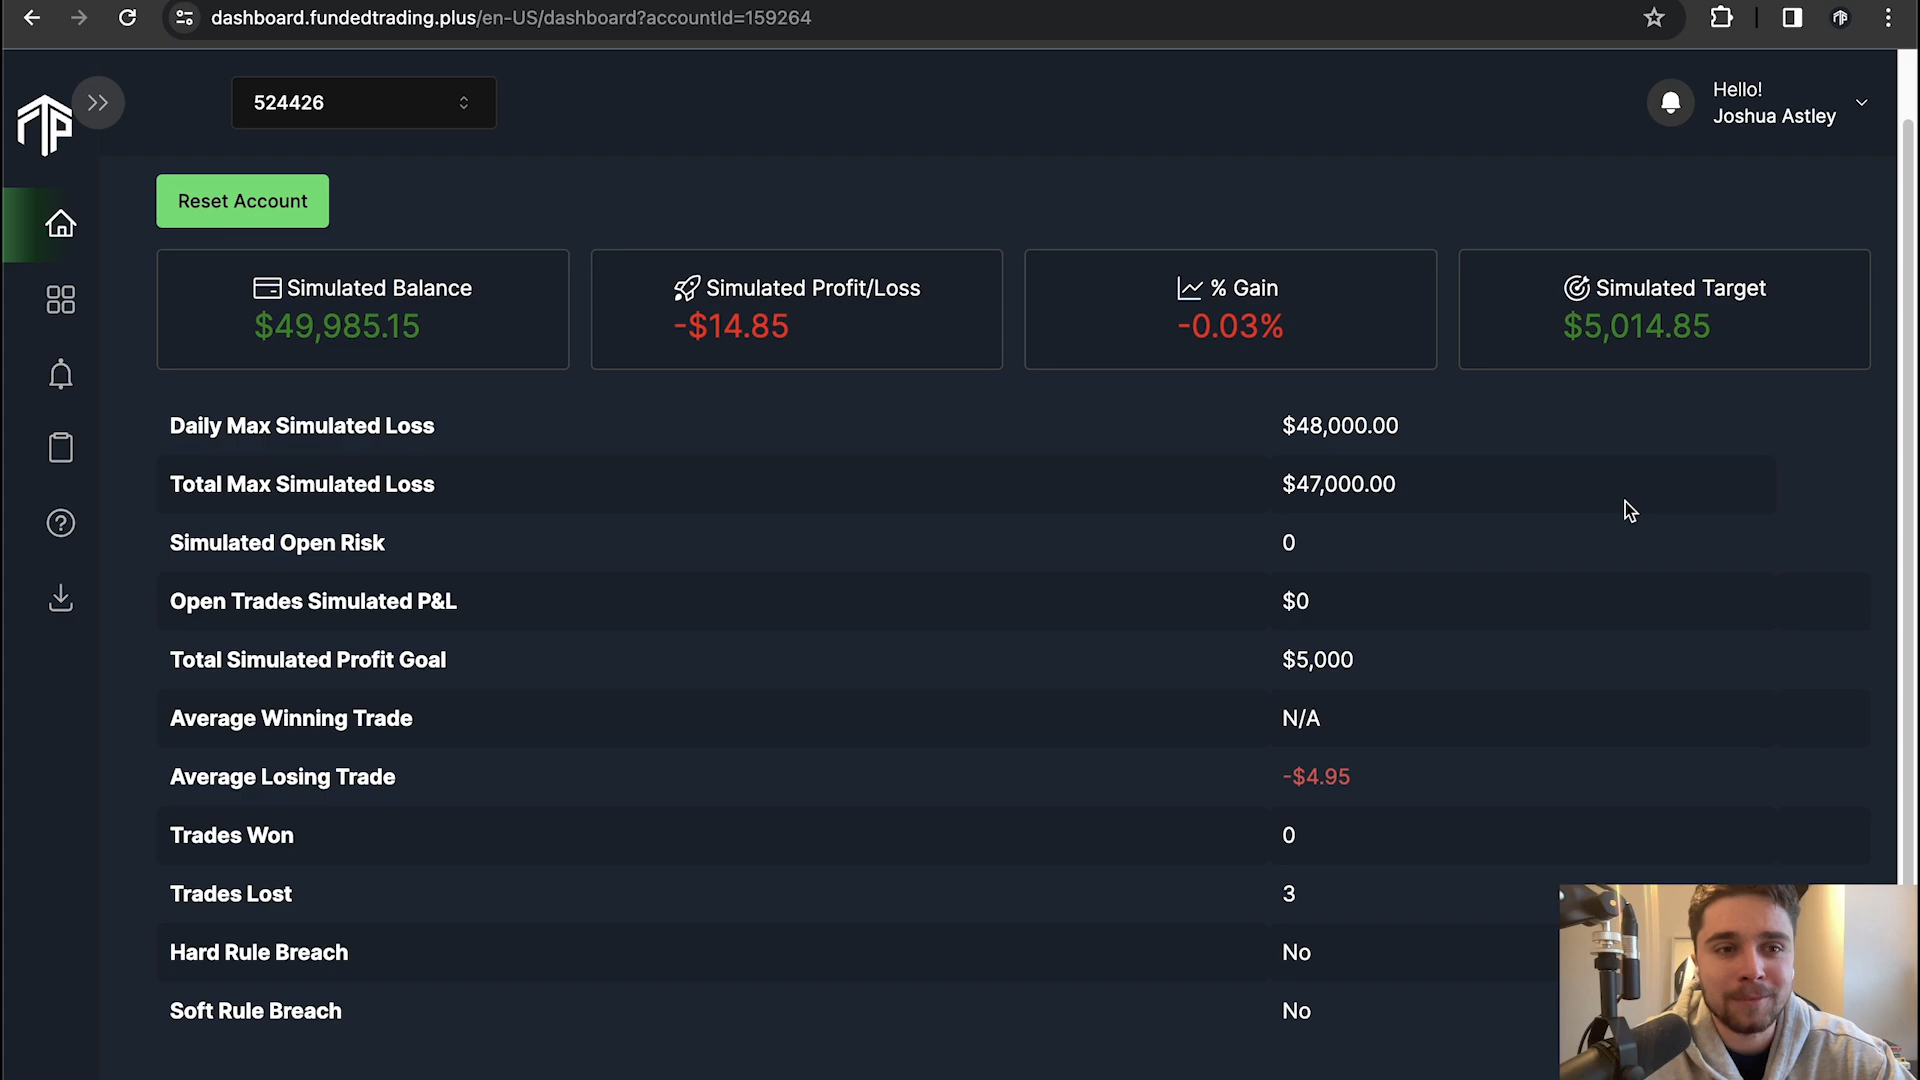 dashboard.fundedtrading.plus/en-US/dashboard?accountId=159264
524426
Hello!
Joshua Astley
Reset Account
Simulated Balance
$49,985.15
Simulated Profit/Loss
-$14.85
% Gain
-0.03%
Simulated Target
$5,014.85
Daily Max Simulated Loss $48,000.00
Total Max Simulated Loss $47,000.00
Simulated Open Risk 0
Open Trades Simulated P&L $0
Total Simulated Profit Goal $5,000
Average Winning Trade N/A
Average Losing Trade -$4.95
Trades Won 0
Trades Lost 3
Hard Rule Breach No
Soft Rule Breach No